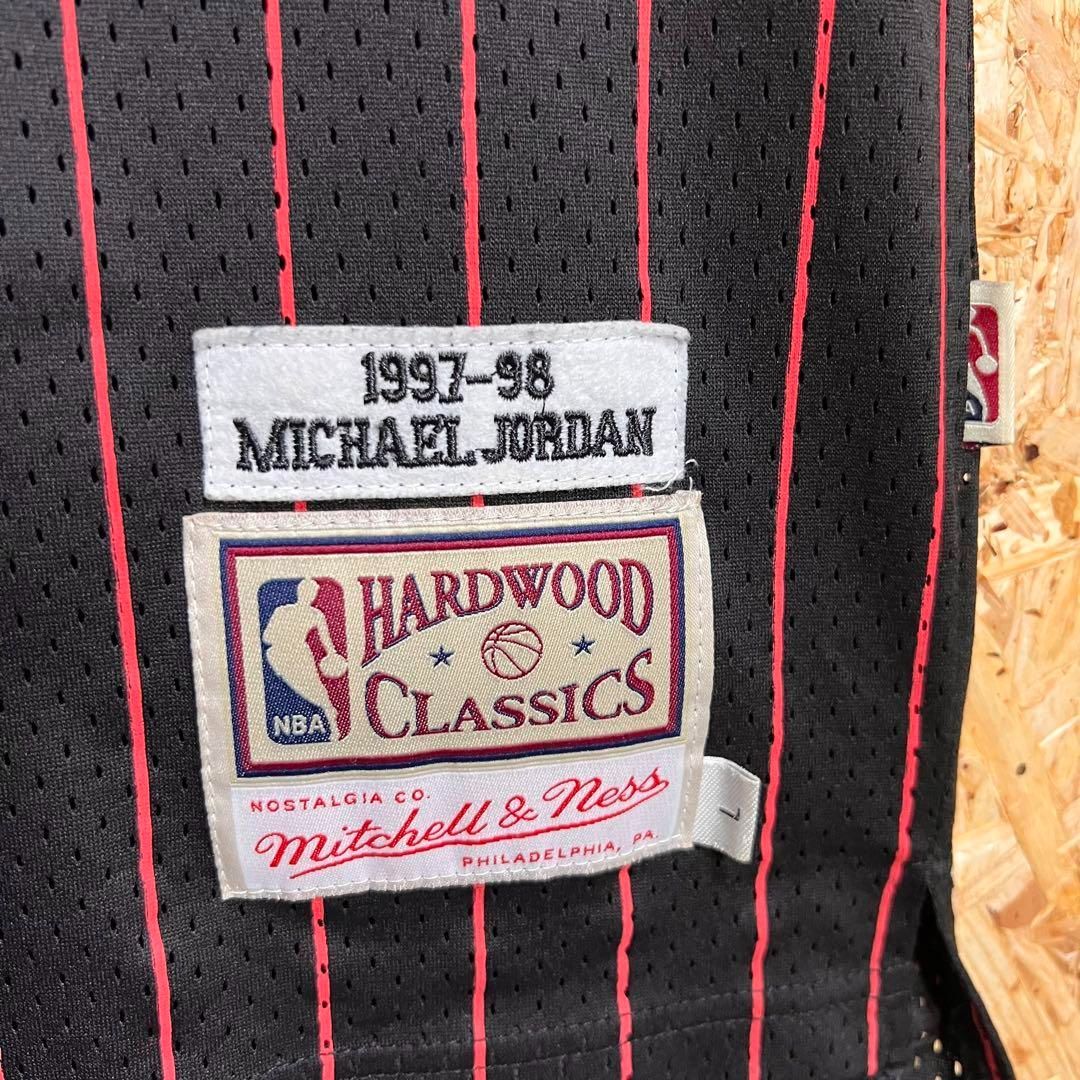 1997-98
MICHAEL JORDAN
HARDWOOD
CLASSICS
NBA
NOSTALGIA CO.
Mitchell & Ness
PHILADELPHIA, PA.
L